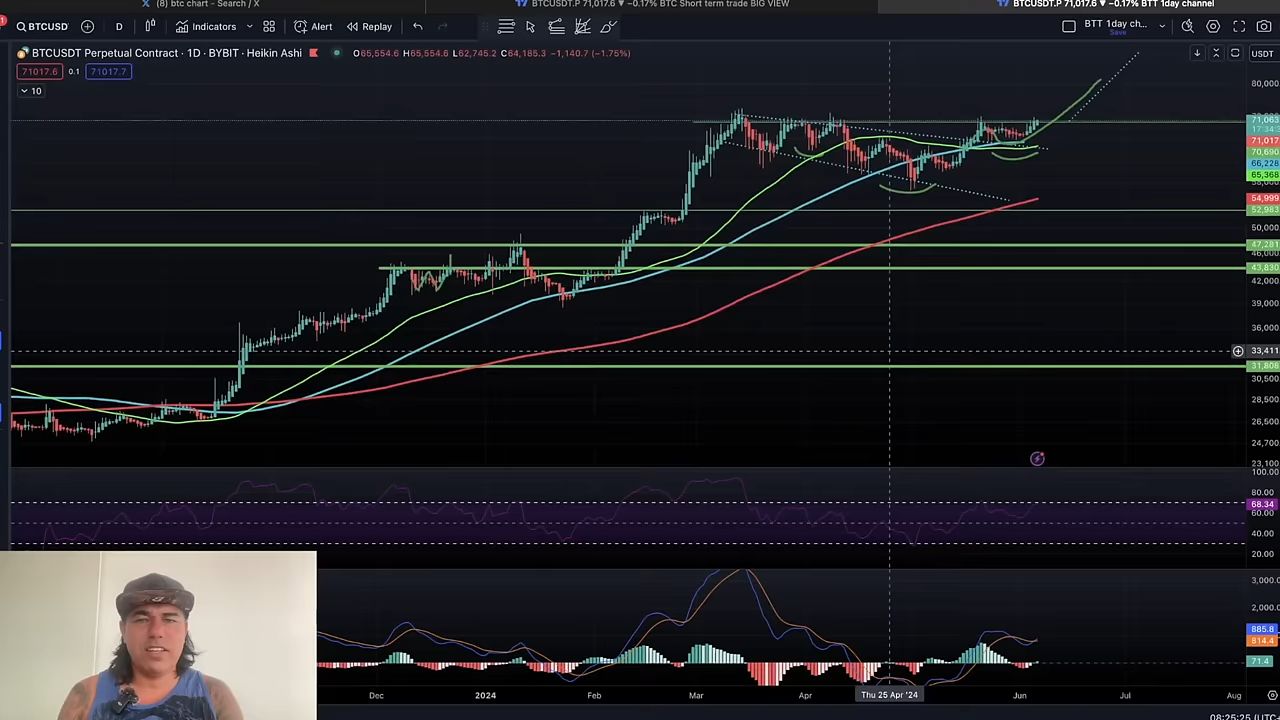 (8) btc chart - Search / X
BTCUSDT.P 71,017.6 ▼ −0.17% BTC Short term trade BIG VIEW
BTCUSDT.P 71,017.6 ▼ −0.17% BTT 1day channel
BTCUSD
D
Indicators
Alert
Replay
BTT 1day ch...
Save
BTCUSDT Perpetual Contract · 1D · BYBIT · Heikin Ashi
O65,554.6 H65,554.6 L62,745.2 C64,185.3 −1,140.7 (−1.75%)
USDT
71017.6
0.1
71017.7
10
80,000
71,063
17:34
71,017
70,690
66,228
65,368
54,999
52,983
50,000
47,281
46,000
43,830
42,000
39,000
36,000
33,411
31,808
30,500
28,500
26,500
24,700
23,100
100.00
80.00
68.34
60.00
40.00
20.00
3,000.0
2,000.0
885.8
814.4
71.4
Dec
2024
Feb
Mar
Apr
Thu 25 Apr '24
Jun
Jul
Aug
08:25:25